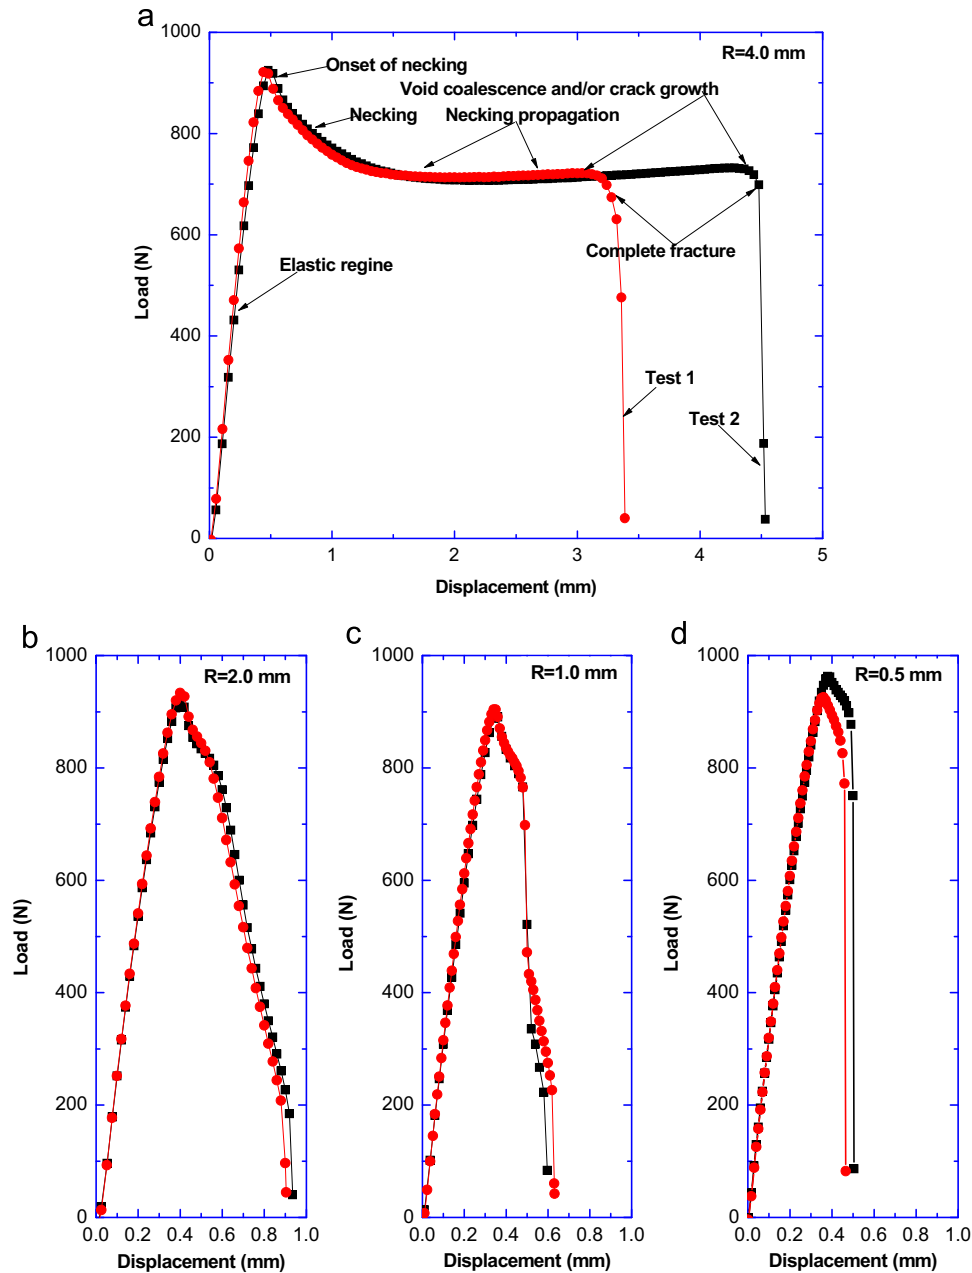 a
1000
R=4.0 mm
Onset of necking
Void coalescence and/or crack growth
Necking
Necking propagation
800
600
Complete fracture
Elastic regine
Load (N)
400
Test 1
Test 2
200
0
0 1 2 3 4 5
Displacement (mm)
b
1000
R=2.0 mm
800
600
Load (N)
400
200
0
0.0 0.2 0.4 0.6 0.8 1.0
Displacement (mm)
c
1000
R=1.0 mm
800
600
Load (N)
400
200
0
0.0 0.2 0.4 0.6 0.8 1.0
Displacement (mm)
d
1000
R=0.5 mm
800
600
Load (N)
400
200
0
0.0 0.2 0.4 0.6 0.8 1.0
Displacement (mm)